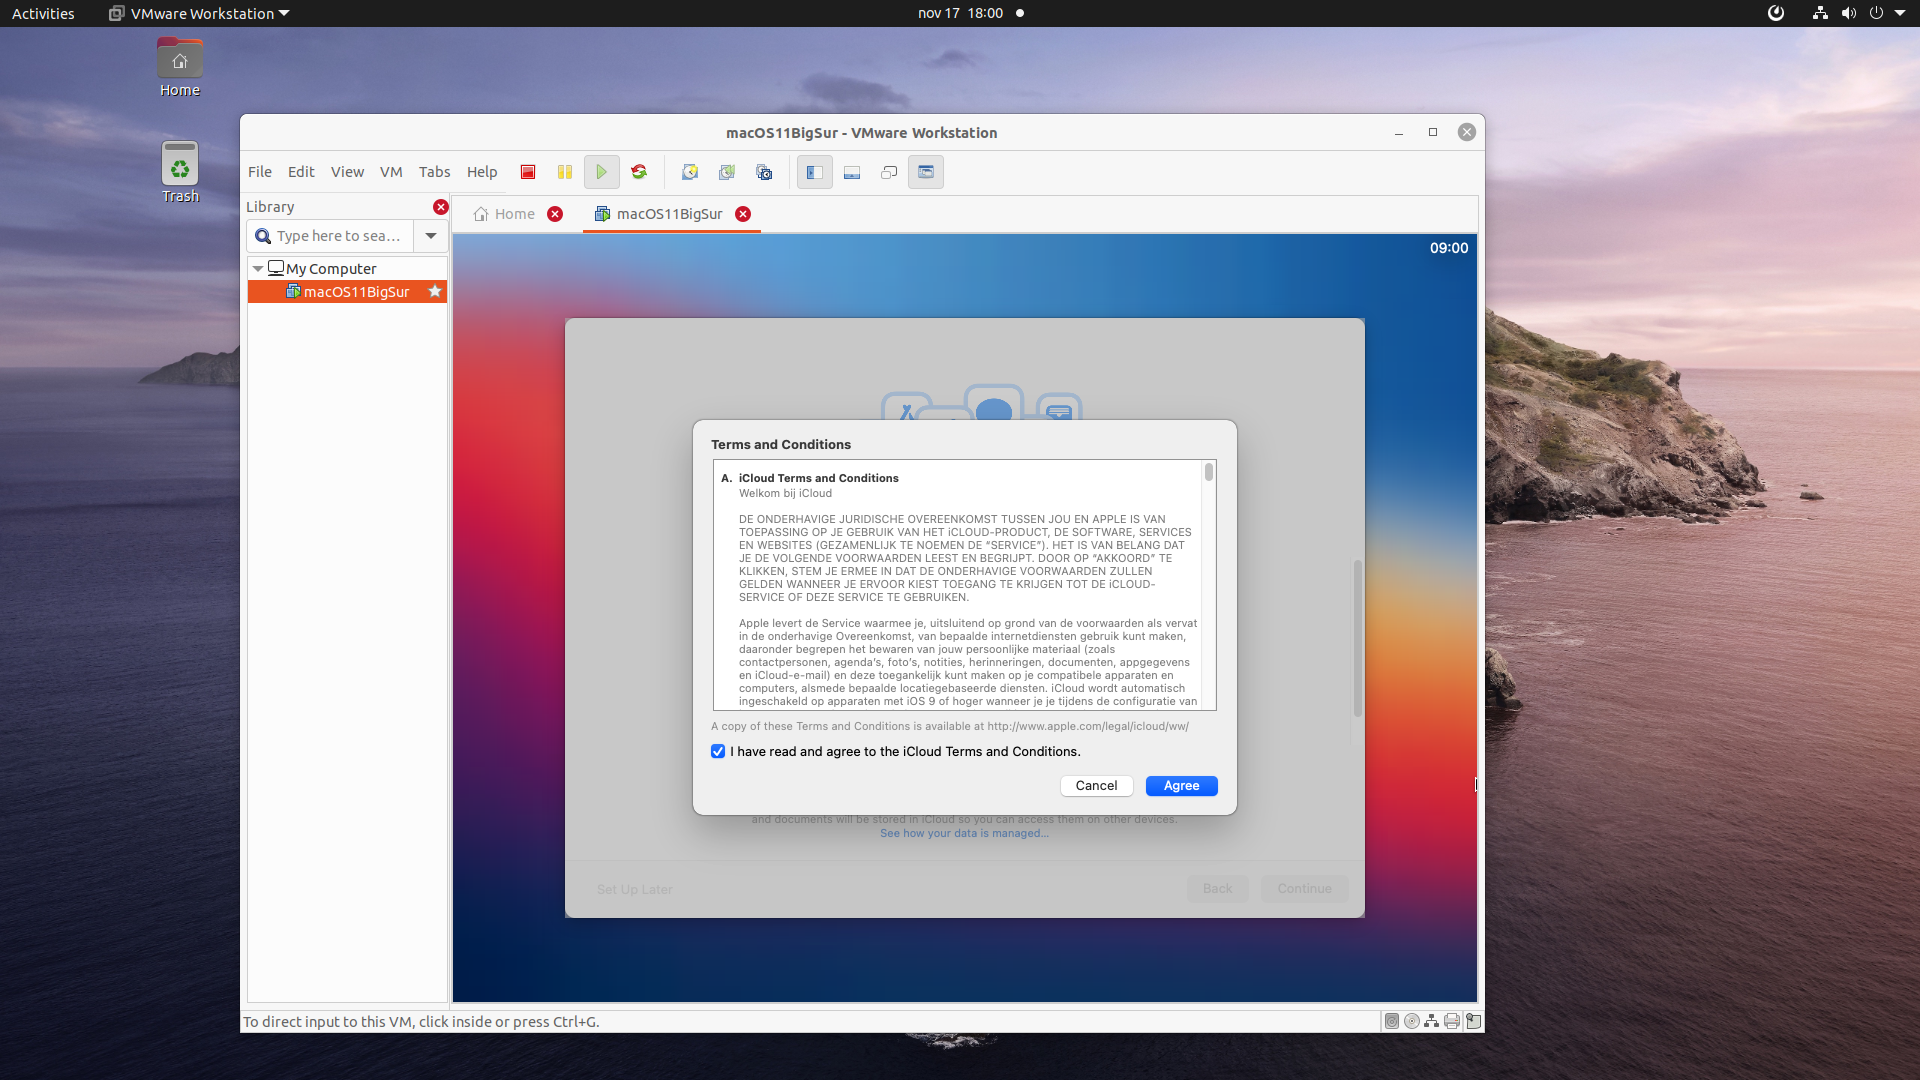 Activities
VMware Workstation
nov 17 18:00
Home
Trash
macOS11BigSur - VMware Workstation
File Edit View VM Tabs Help
Library
Type here to sea...
My Computer
macOS11BigSur
Home
macOS11BigSur
09:00
Terms and Conditions
A. iCloud Terms and Conditions
Welkom bij iCloud
DE ONDERHAVIGE JURIDISCHE OVEREENKOMST TUSSEN JOU EN APPLE IS VAN
TOEPASSING OP JE GEBRUIK VAN HET iCLOUD-PRODUCT, DE SOFTWARE, SERVICES
EN WEBSITES (GEZAMENLIJK TE NOEMEN DE “SERVICE”). HET IS VAN BELANG DAT
JE DE VOLGENDE VOORWAARDEN LEEST EN BEGRIJPT. DOOR OP “AKKOORD” TE
KLIKKEN, STEM JE ERMEE IN DAT DE ONDERHAVIGE VOORWAARDEN ZULLEN
GELDEN WANNEER JE ERVOOR KIEST TOEGANG TE KRIJGEN TOT DE iCLOUD-
SERVICE OF DEZE SERVICE TE GEBRUIKEN.
Apple levert de Service waarmee je, uitsluitend op grond van de voorwaarden als vervat
in de onderhavige Overeenkomst, van bepaalde internetdiensten gebruik kunt maken,
daaronder begrepen het bewaren van jouw persoonlijke materiaal (zoals
contactpersonen, agenda's, foto's, notities, herinneringen, documenten, appgegevens
en iCloud-e-mail) en deze toegankelijk kunt maken op je compatibele apparaten en
computers, alsmede bepaalde locatiegebaseerde diensten. iCloud wordt automatisch
ingeschakeld op apparaten met iOS 9 of hoger wanneer je je tijdens de configuratie van
A copy of these Terms and Conditions is available at http://www.apple.com/legal/icloud/ww/
I have read and agree to the iCloud Terms and Conditions.
Cancel
Agree
and documents will be stored in iCloud so you can access them on other devices.
See how your data is managed...
Set Up Later
Back
Continue
To direct input to this VM, click inside or press Ctrl+G.